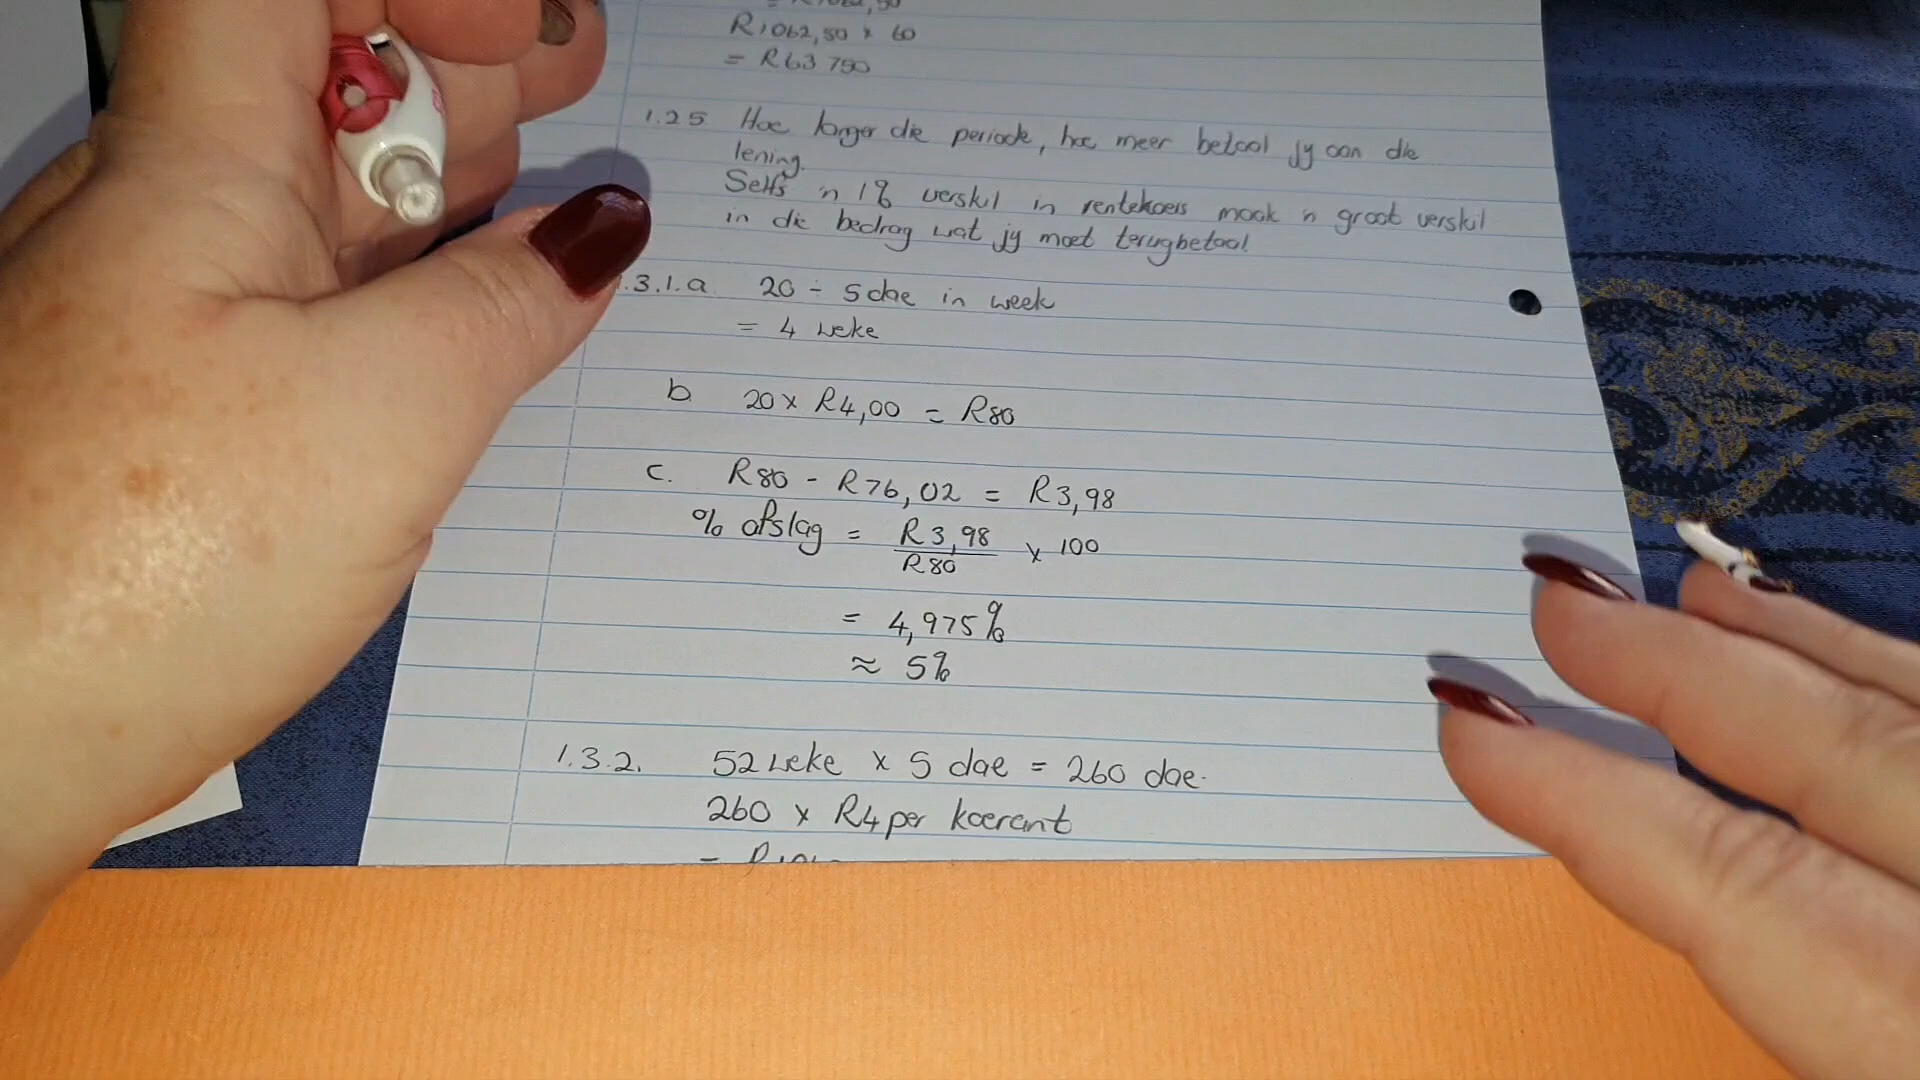 R1062,50 x 60
= R63 750
1.2.5 Hoe langer die periode, hoe meer betaal jy aan die
lening.
Selfs 'n 1% verskil in rentekoers maak 'n groot verskil
in die bedrag wat jy moet terugbetaal.
.3.1.a 20 ÷ 5 dae in week
= 4 weke
b. 20 x R4,00 = R80
c. R80 - R76,02 = R3,98
% afslag = R3,98 / R80 x 100
= 4,975%
≈ 5%
1.3.2. 52 weke x 5 dae = 260 dae.
260 x R4 per koerant